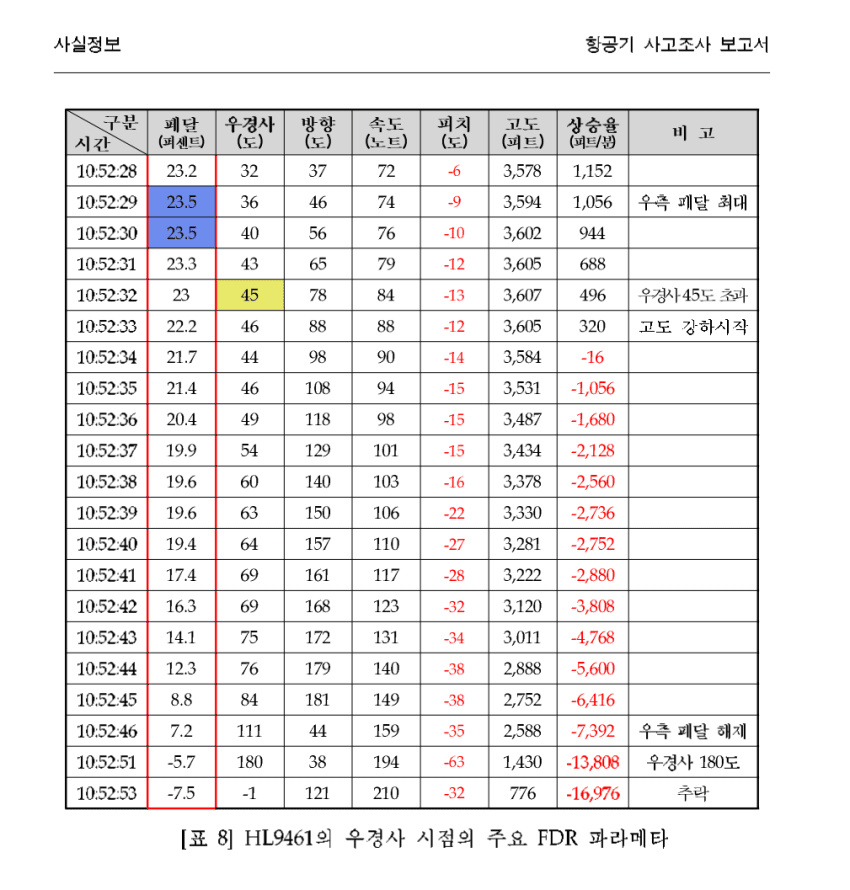 사실정보 항공기 사고조사 보고서
구분 페달 우경사 방향 속도 피치 고도 상승율 비 고
시간 (퍼센트) (도) (도) (노트) (도) (피트) (피트/분)
10:52:28 23.2 32 37 72 -6 3,578 1,152
10:52:29 23.5 36 46 74 -9 3,594 1,056 우측 페달 최대
10:52:30 23.5 40 56 76 -10 3,602 944
10:52:31 23.3 43 65 79 -12 3,605 688
10:52:32 23 45 78 84 -13 3,607 496 우경사 45도 초과
10:52:33 22.2 46 88 88 -12 3,605 320 고도 강하시작
10:52:34 21.7 44 98 90 -14 3,584 -16
10:52:35 21.4 46 108 94 -15 3,531 -1,056
10:52:36 20.4 49 118 98 -15 3,487 -1,680
10:52:37 19.9 54 129 101 -15 3,434 -2,128
10:52:38 19.6 60 140 103 -16 3,378 -2,560
10:52:39 19.6 63 150 106 -22 3,330 -2,736
10:52:40 19.4 64 157 110 -27 3,281 -2,752
10:52:41 17.4 69 161 117 -28 3,222 -2,880
10:52:42 16.3 69 168 123 -32 3,120 -3,808
10:52:43 14.1 75 172 131 -34 3,011 -4,768
10:52:44 12.3 76 179 140 -38 2,888 -5,600
10:52:45 8.8 84 181 149 -38 2,752 -6,416
10:52:46 7.2 111 44 159 -35 2,588 -7,392 우측 페달 해제
10:52:51 -5.7 180 38 194 -63 1,430 -13,808 우경사 180도
10:52:53 -7.5 -1 121 210 -32 776 -16,976 추락
[표 8] HL9461의 우경사 시점의 주요 FDR 파라메타